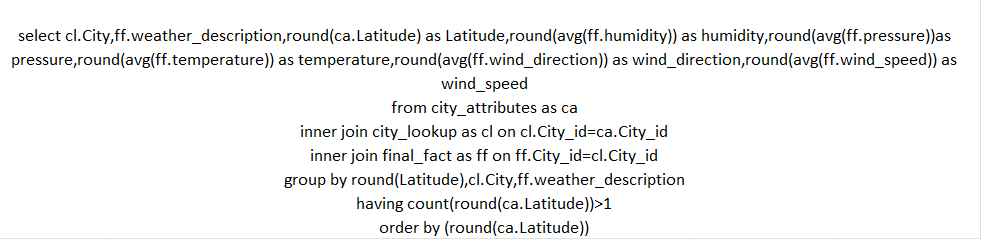 select cl.City,ff.weather_description,round(ca.Latitude) as Latitude,round(avg(ff.humidity)) as humidity,round(avg(ff.pressure))as
pressure,round(avg(ff.temperature)) as temperature,round(avg(ff.wind_direction)) as wind_direction,round(avg(ff.wind_speed)) as
wind_speed
from city_attributes as ca
inner join city_lookup as cl on cl.City_id=ca.City_id
inner join final_fact as ff on ff.City_id=cl.City_id
group by round(Latitude),cl.City,ff.weather_description
having count(round(ca.Latitude))>1
order by (round(ca.Latitude))